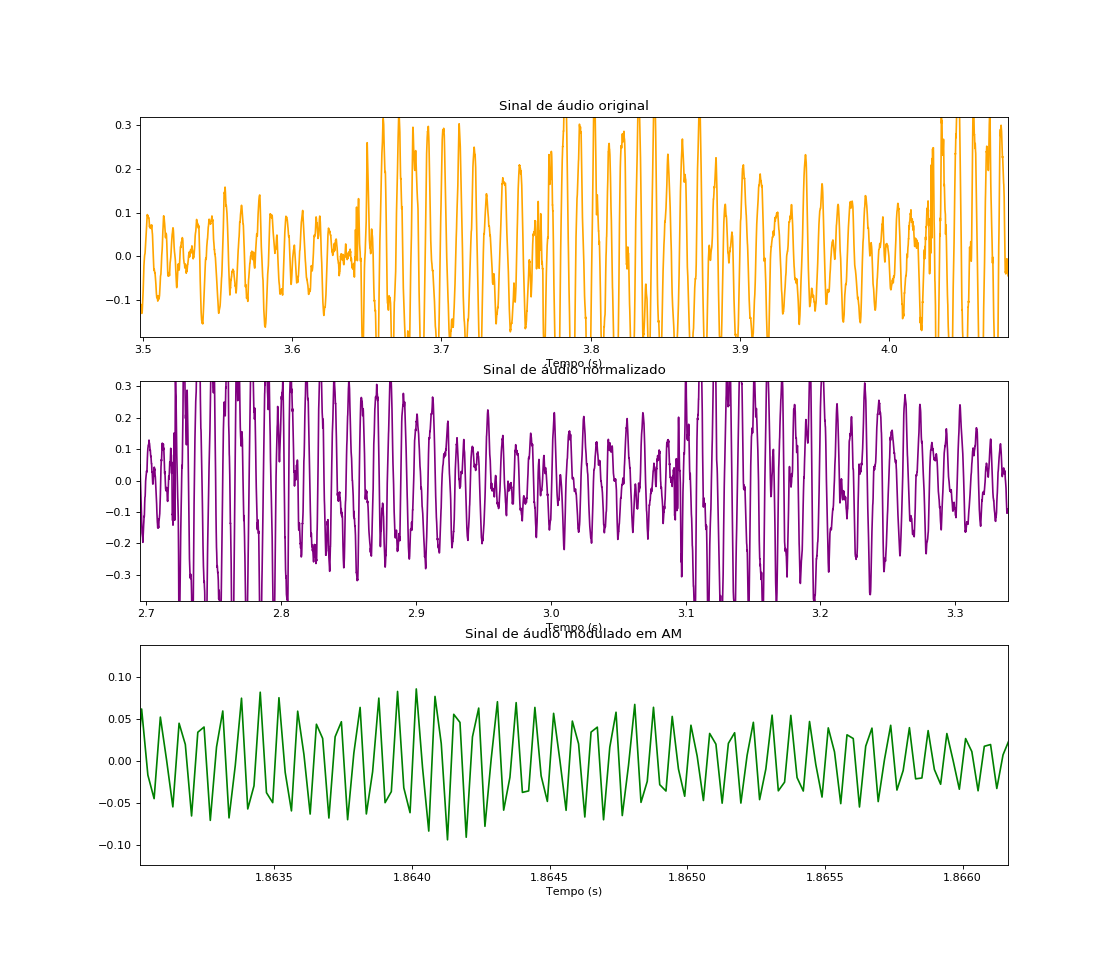 Sinal de áudio original
0.3
0.2
0.1
0.0
−0.1
3.5 3.6 3.7 3.8 3.9 4.0
Tempo (s)
Sinal de áudio normalizado
0.3
0.2
0.1
0.0
−0.1
−0.2
−0.3
2.7 2.8 2.9 3.0 3.1 3.2 3.3
Tempo (s)
Sinal de áudio modulado em AM
0.10
0.05
0.00
−0.05
−0.10
1.8635 1.8640 1.8645 1.8650 1.8655 1.8660
Tempo (s)